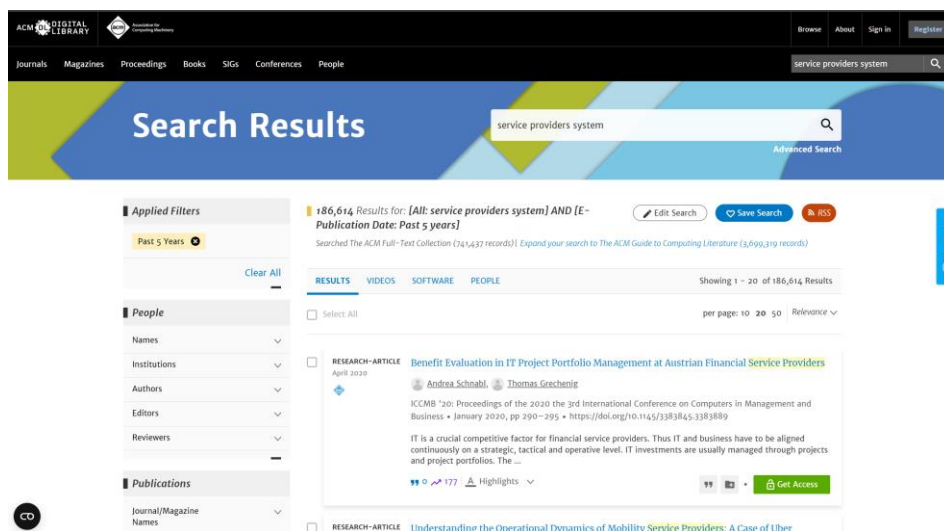 ACM DL DIGITAL LIBRARY
Association for Computing Machinery
Browse About Sign in Register
Journals Magazines Proceedings Books SIGs Conferences People
service providers system
Search Results
service providers system
Advanced Search
Applied Filters
Past 5 Years
Clear All
People
Names
Institutions
Authors
Editors
Reviewers
Publications
Journal/Magazine
Names
186,614 Results for: [All: service providers system] AND [E-
Publication Date: Past 5 years]
Edit Search
Save Search
RSS
Searched The ACM Full-Text Collection (741,437 records)| Expand your search to The ACM Guide to Computing Literature (3,699,319 records)
RESULTS VIDEOS SOFTWARE PEOPLE
Showing 1 - 20 of 186,614 Results
Select All
per page: 10 20 50 Relevance
RESEARCH-ARTICLE
April 2020
Benefit Evaluation in IT Project Portfolio Management at Austrian Financial Service Providers
Andrea Schnabl, Thomas Grechenig
ICCMB '20: Proceedings of the 2020 the 3rd International Conference on Computers in Management and
Business • January 2020, pp 290–295 • https://doi.org/10.1145/3383845.3383889
IT is a crucial competitive factor for financial service providers. Thus IT and business have to be aligned
continuously on a strategic, tactical and operative level. IT investments are usually managed through projects
and project portfolios. The ...
0 177 A Highlights
Get Access
RESEARCH-ARTICLE
Understanding the Operational Dynamics of Mobility Service Providers: A Case of Uber